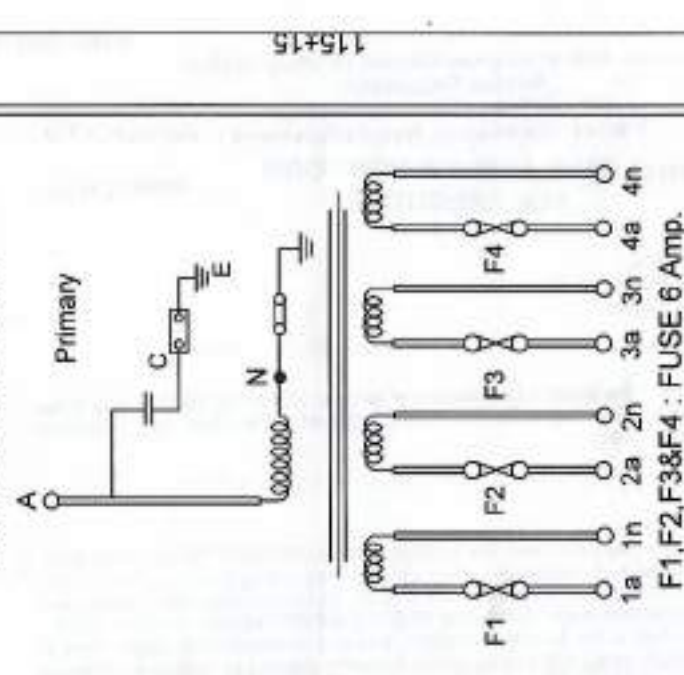 115+15
Primary
A
C
E
N
F1
F2
F3
F4
1a 1n 2a 2n 3a 3n 4a 4n
F1,F2,F3&F4 : FUSE 6 Amp.